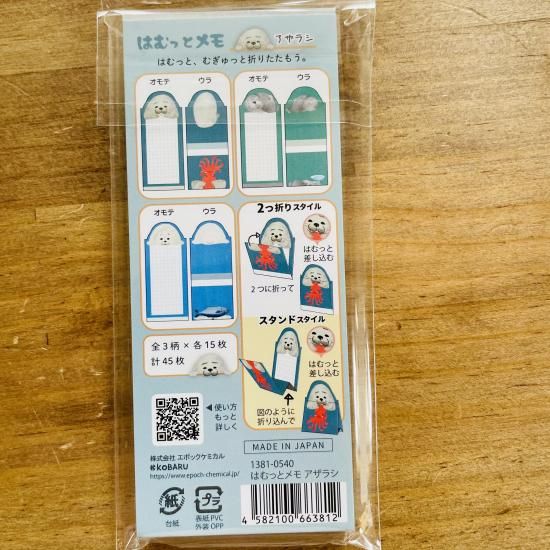 はむっとメモ アザラシ
はむっと、むぎゅっと折りたたもう。
オモテ ウラ
オモテ ウラ
オモテ ウラ
2つ折りスタイル
はむっと
差し込む
2つに折って
スタンドスタイル
はむっと
差し込む
図のように
折り込んで
全3柄×各15枚
計45枚
◀使い方
もっと
詳しく
株式会社 エポックケミカル
KOBARU
https://www.epoch-chemical.jp/
紙
台紙
プラ
表紙 PVC
外装 OPP
MADE IN JAPAN
1381-0540
はむっとメモ アザラシ
4 582100 663812